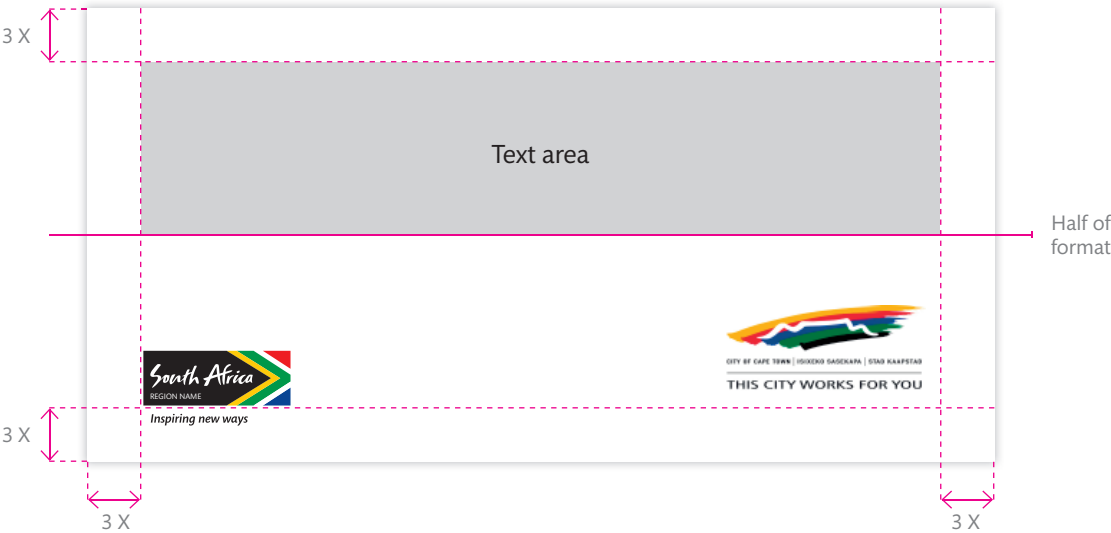 3 X
Text area
Half of
format
South Africa
REGION NAME
Inspiring new ways
CITY OF CAPE TOWN | ISIXEKO SASEKAPA | STAD KAAPSTAD
THIS CITY WORKS FOR YOU
3 X
3 X
3 X